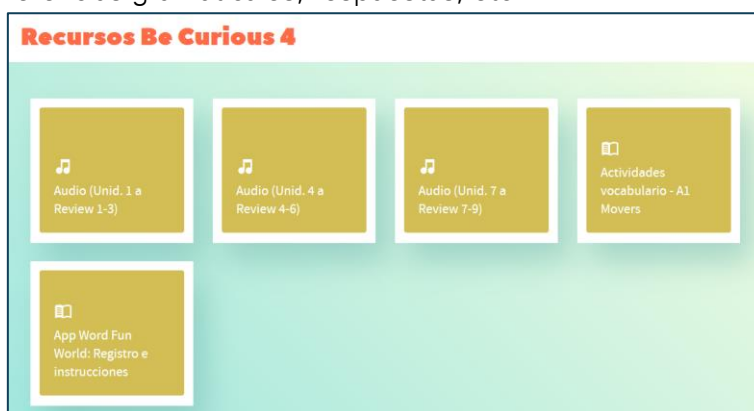 Recursos Be Curious 4
Audio (Unid. 1 a
Review 1-3)
Audio (Unid. 4 a
Review 4-6)
Audio (Unid. 7 a
Review 7-9)
Actividades
vocabulario - A1
Movers
App Word Fun
World: Registro e
instrucciones